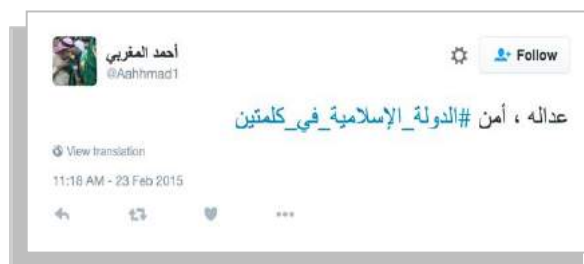 أحمد المغربي
@Aahhmad1
Follow
عداله ، أمن #الدولة_الإسلامية_في_كلمتين
View translation
11:18 AM - 23 Feb 2015